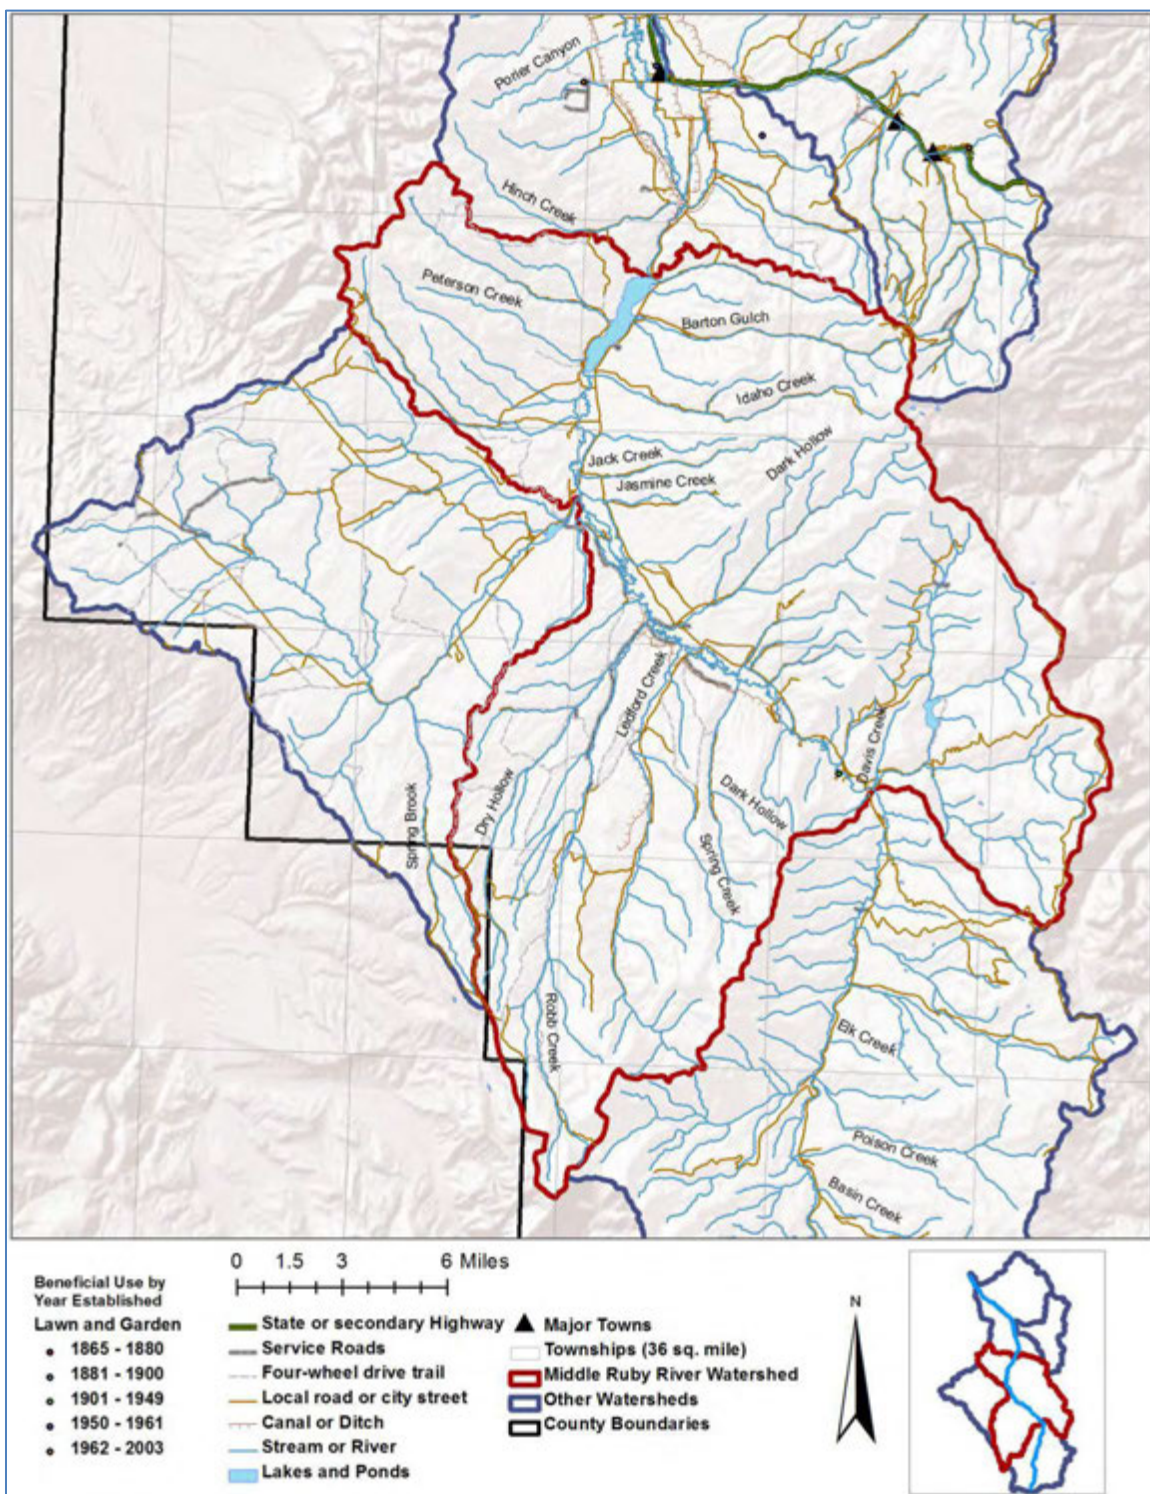 Porier Canyon
Hinch Creek
Peterson Creek
Barton Gulch
Idaho Creek
Dark Hollow
Jack Creek
Jasmine Creek
Ledford Creek
Davis Creek
Dry Hollow
Dark Hollow
Spring Brook
Spring Creek
Robb Creek
Elk Creek
Poison Creek
Basin Creek
0 1.5 3 6 Miles
Beneficial Use by
Year Established
Lawn and Garden
1865 - 1880
1881 - 1900
1901 - 1949
1950 - 1961
1962 - 2003
State or secondary Highway
Service Roads
Four-wheel drive trail
Local road or city street
Canal or Ditch
Stream or River
Lakes and Ponds
Major Towns
Townships (36 sq. mile)
Middle Ruby River Watershed
Other Watersheds
County Boundaries
N